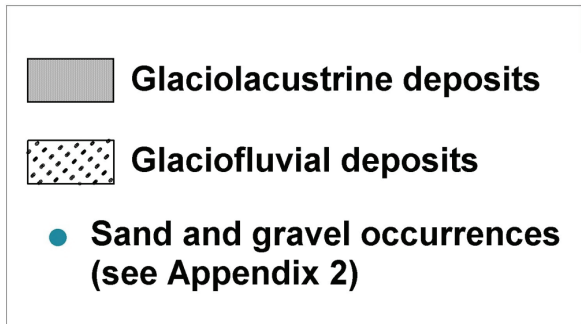 Glaciolacustrine deposits
Glaciofluvial deposits
Sand and gravel occurrences
(see Appendix 2)